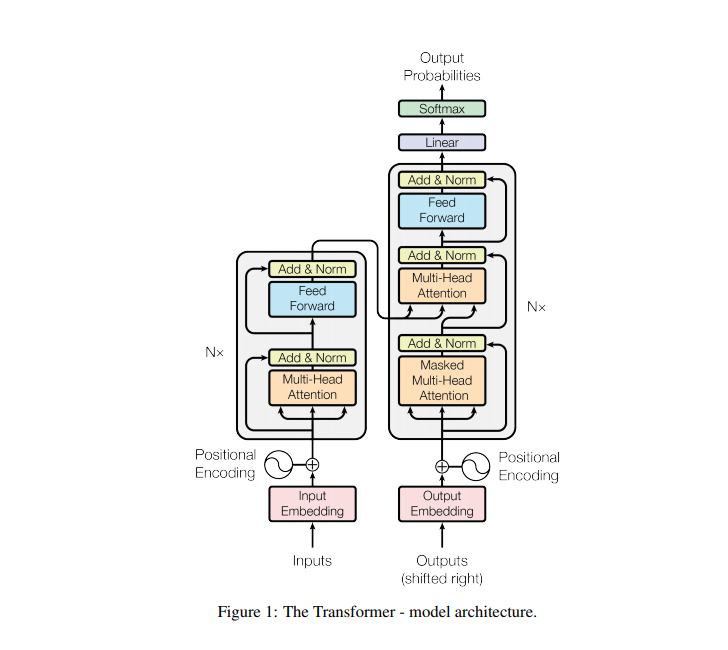 Output
Probabilities
Softmax
Linear
Add & Norm
Feed
Forward
Add & Norm
Multi-Head
Attention
Add & Norm
Masked
Multi-Head
Attention
Nx
Add & Norm
Feed
Forward
Add & Norm
Multi-Head
Attention
Nx
Positional
Encoding
Positional
Encoding
Input
Embedding
Output
Embedding
Inputs
Outputs
(shifted right)
Figure 1: The Transformer - model architecture.